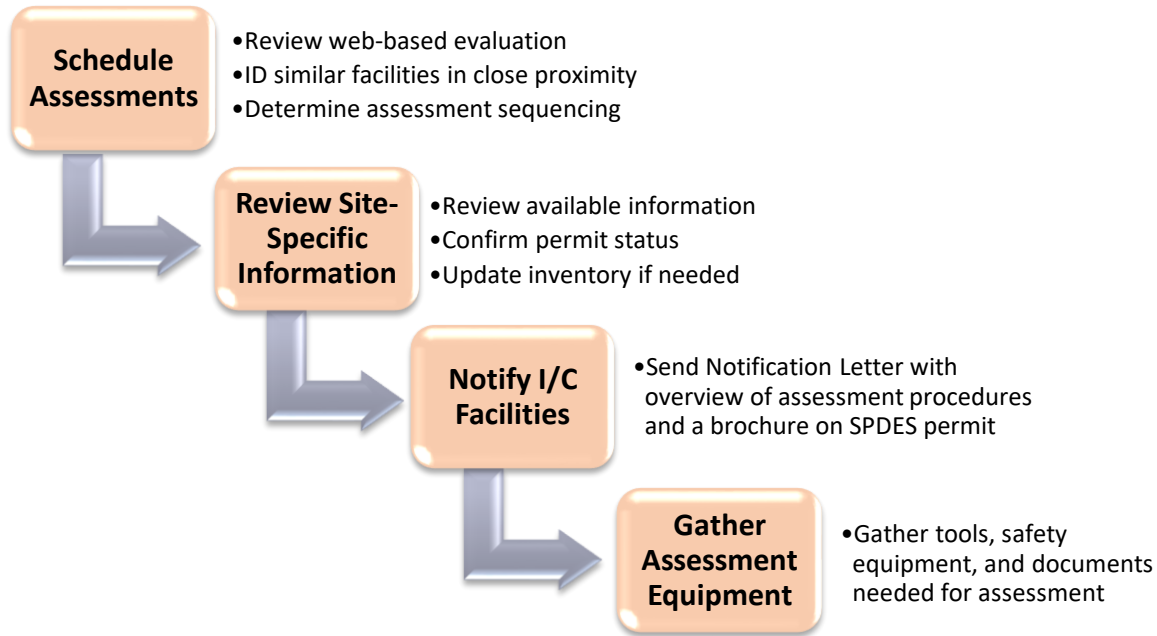 Schedule
Assessments
•Review web-based evaluation
•ID similar facilities in close proximity
•Determine assessment sequencing
Review Site-
Specific
Information
•Review available information
•Confirm permit status
•Update inventory if needed
Notify I/C
Facilities
•Send Notification Letter with
overview of assessment procedures
and a brochure on SPDES permit
Gather
Assessment
Equipment
•Gather tools, safety
equipment, and documents
needed for assessment